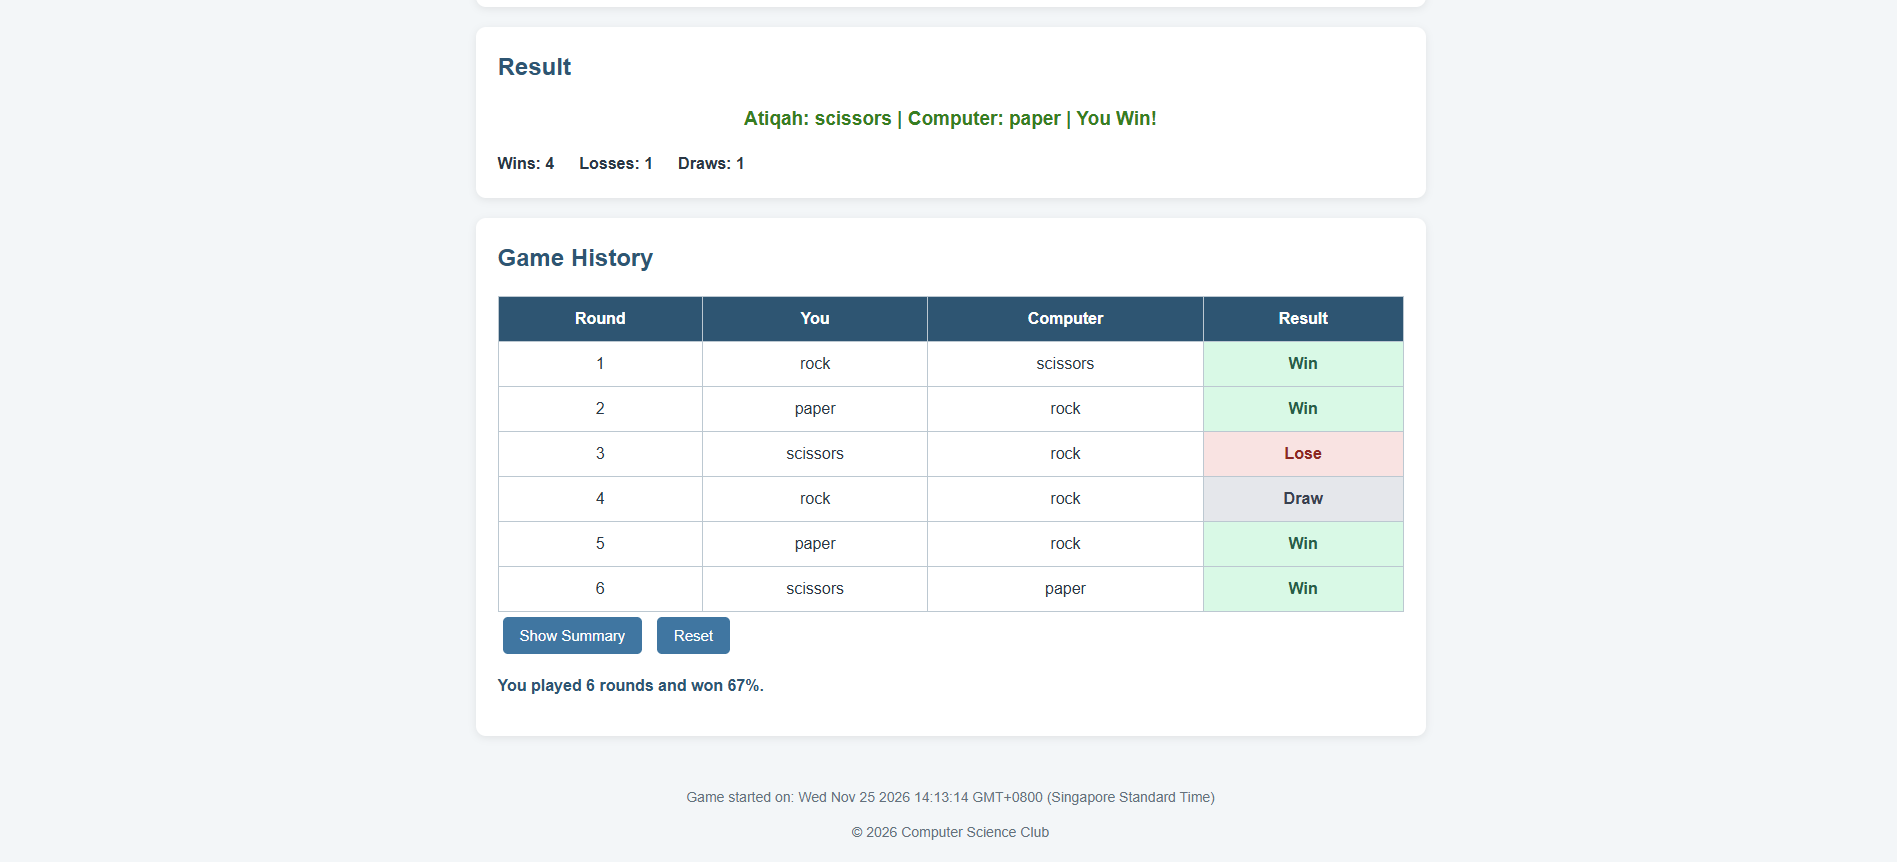 Result
Atiqah: scissors | Computer: paper | You Win!
Wins: 4 Losses: 1 Draws: 1
Game History
Round You Computer Result
1 rock scissors Win
2 paper rock Win
3 scissors rock Lose
4 rock rock Draw
5 paper rock Win
6 scissors paper Win
Show Summary Reset
You played 6 rounds and won 67%.
Game started on: Wed Nov 25 2026 14:13:14 GMT+0800 (Singapore Standard Time)
© 2026 Computer Science Club